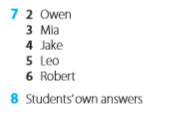 7 2 Owen
3 Mia
4 Jake
5 Leo
6 Robert
8 Students' own answers